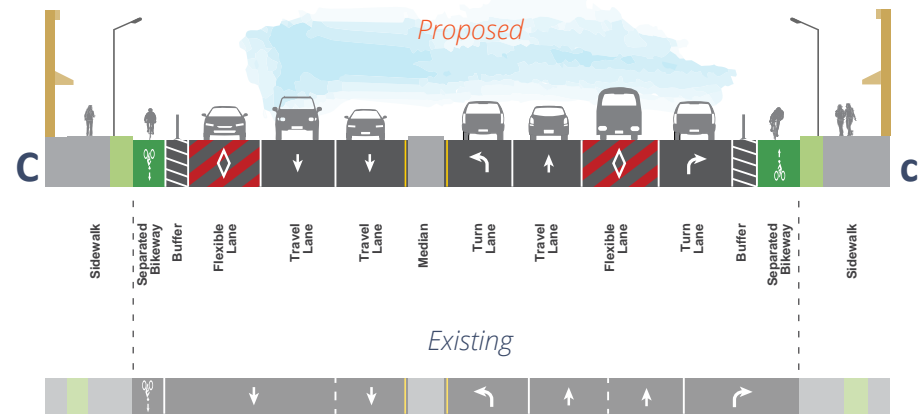 Proposed
C
c
Sidewalk
Separated
Bikeway
Buffer
Flexible
Lane
Travel
Lane
Travel
Lane
Median
Turn
Lane
Travel
Lane
Flexible
Lane
Turn
Lane
Buffer
Separated
Bikeway
Sidewalk
Existing